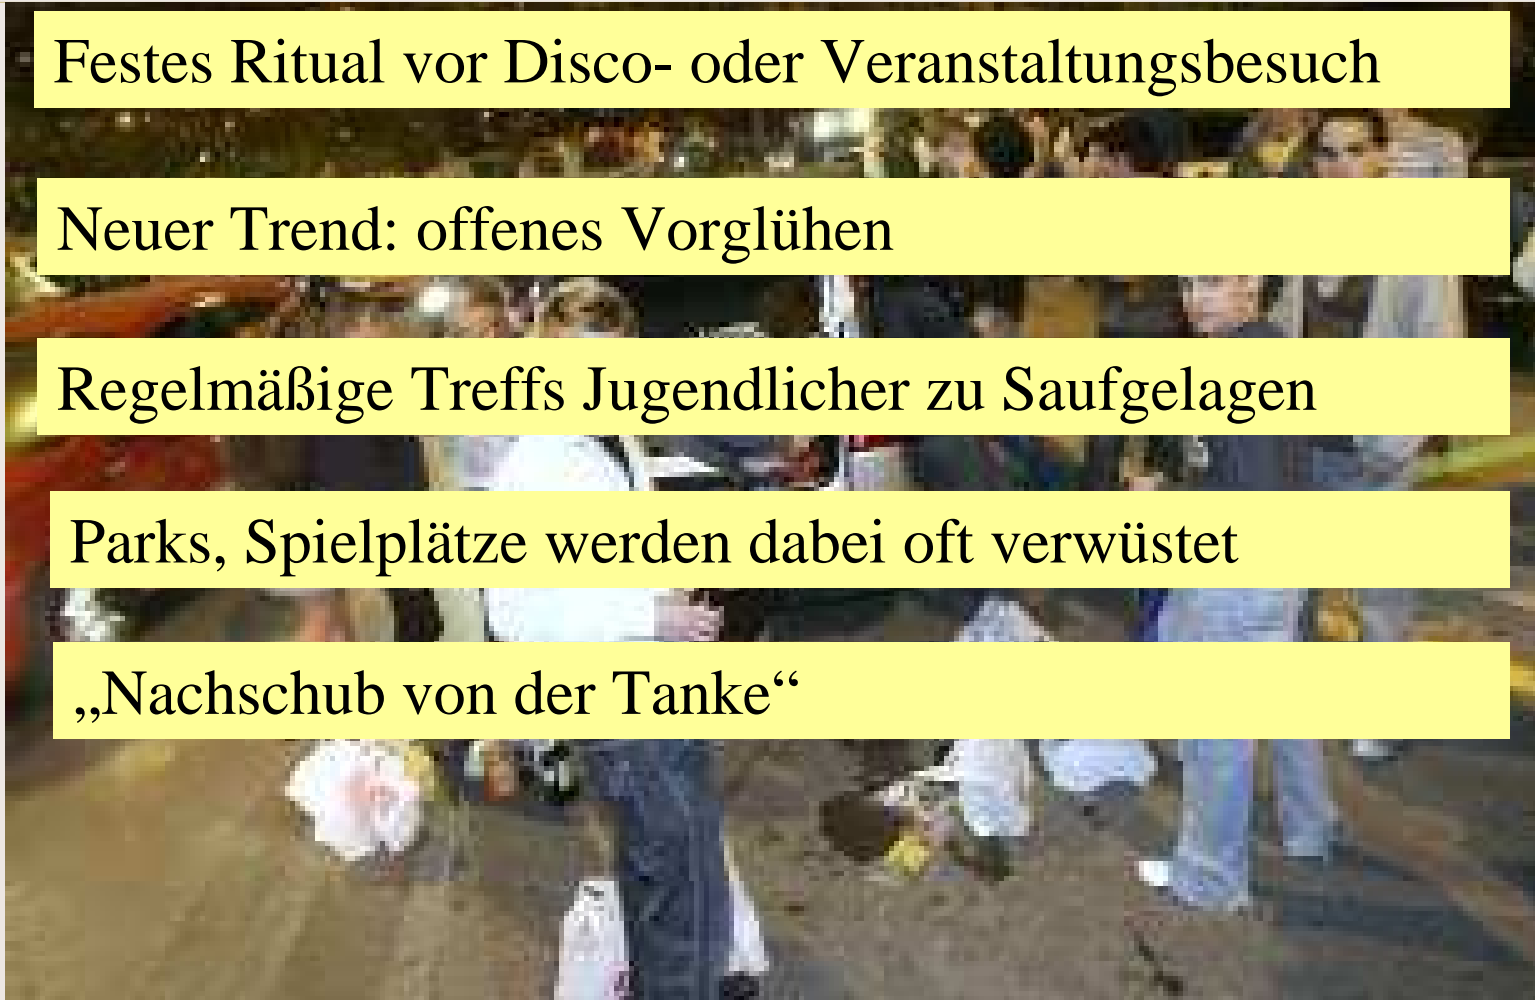 Festes Ritual vor Disco- oder Veranstaltungsbesuch
Neuer Trend: offenes Vorglühen
Regelmäßige Treffs Jugendlicher zu Saufgelagen
Parks, Spielplätze werden dabei oft verwüstet
„Nachschub von der Tanke“